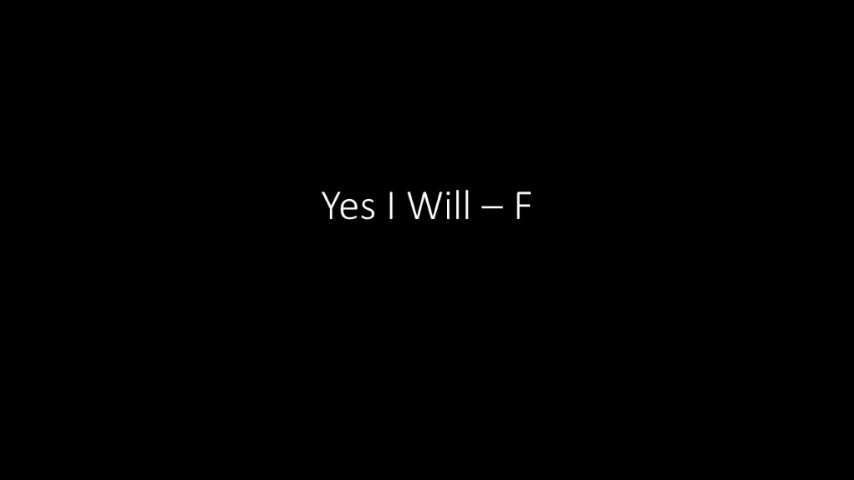 Yes I Will – F